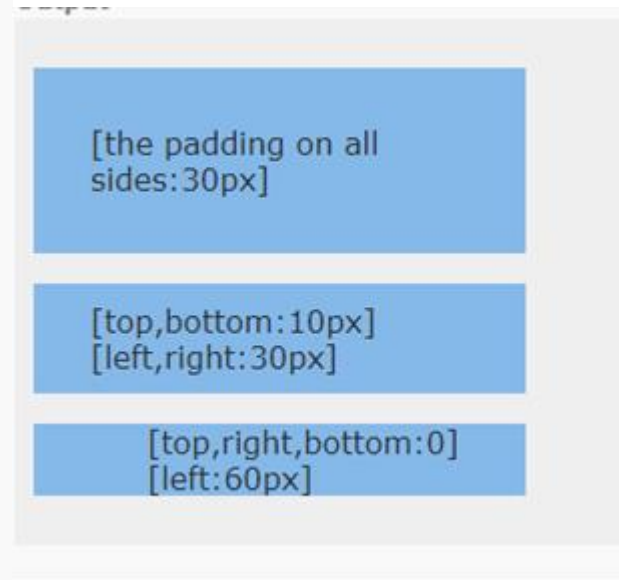 [the padding on all
sides:30px]
[top,bottom:10px]
[left,right:30px]
[top,right,bottom:0]
[left:60px]